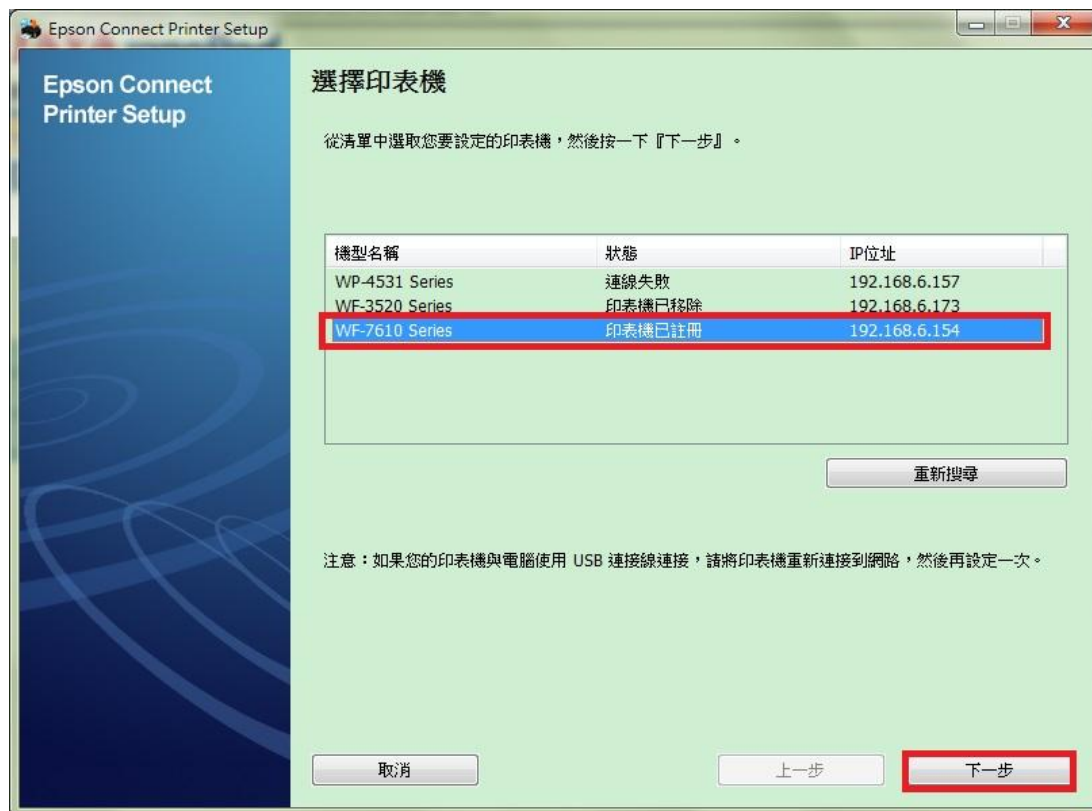 Epson Connect Printer Setup
Epson Connect
Printer Setup
選擇印表機
從清單中選取您要設定的印表機，然後按一下『下一步』。
機型名稱 狀態 IP位址
WP-4531 Series 連線失敗 192.168.6.157
WF-3520 Series 印表機已移除 192.168.6.173
WF-7610 Series 印表機已註冊 192.168.6.154
重新搜尋
注意：如果您的印表機與電腦使用 USB 連接線連接，請將印表機重新連接到網路，然後再設定一次。
取消 上一步 下一步